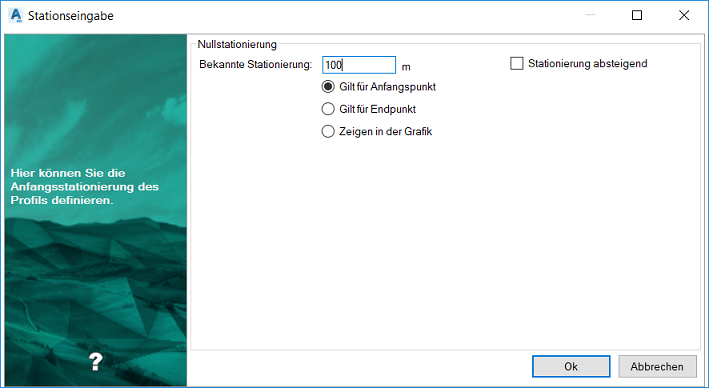 Stationseingabe
Nullstationierung
Bekannte Stationierung: 100 m
Stationierung absteigend
Gilt für Anfangspunkt
Gilt für Endpunkt
Zeigen in der Grafik
Hier können Sie die
Anfangsstationierung des
Profils definieren.
?
Ok
Abbrechen